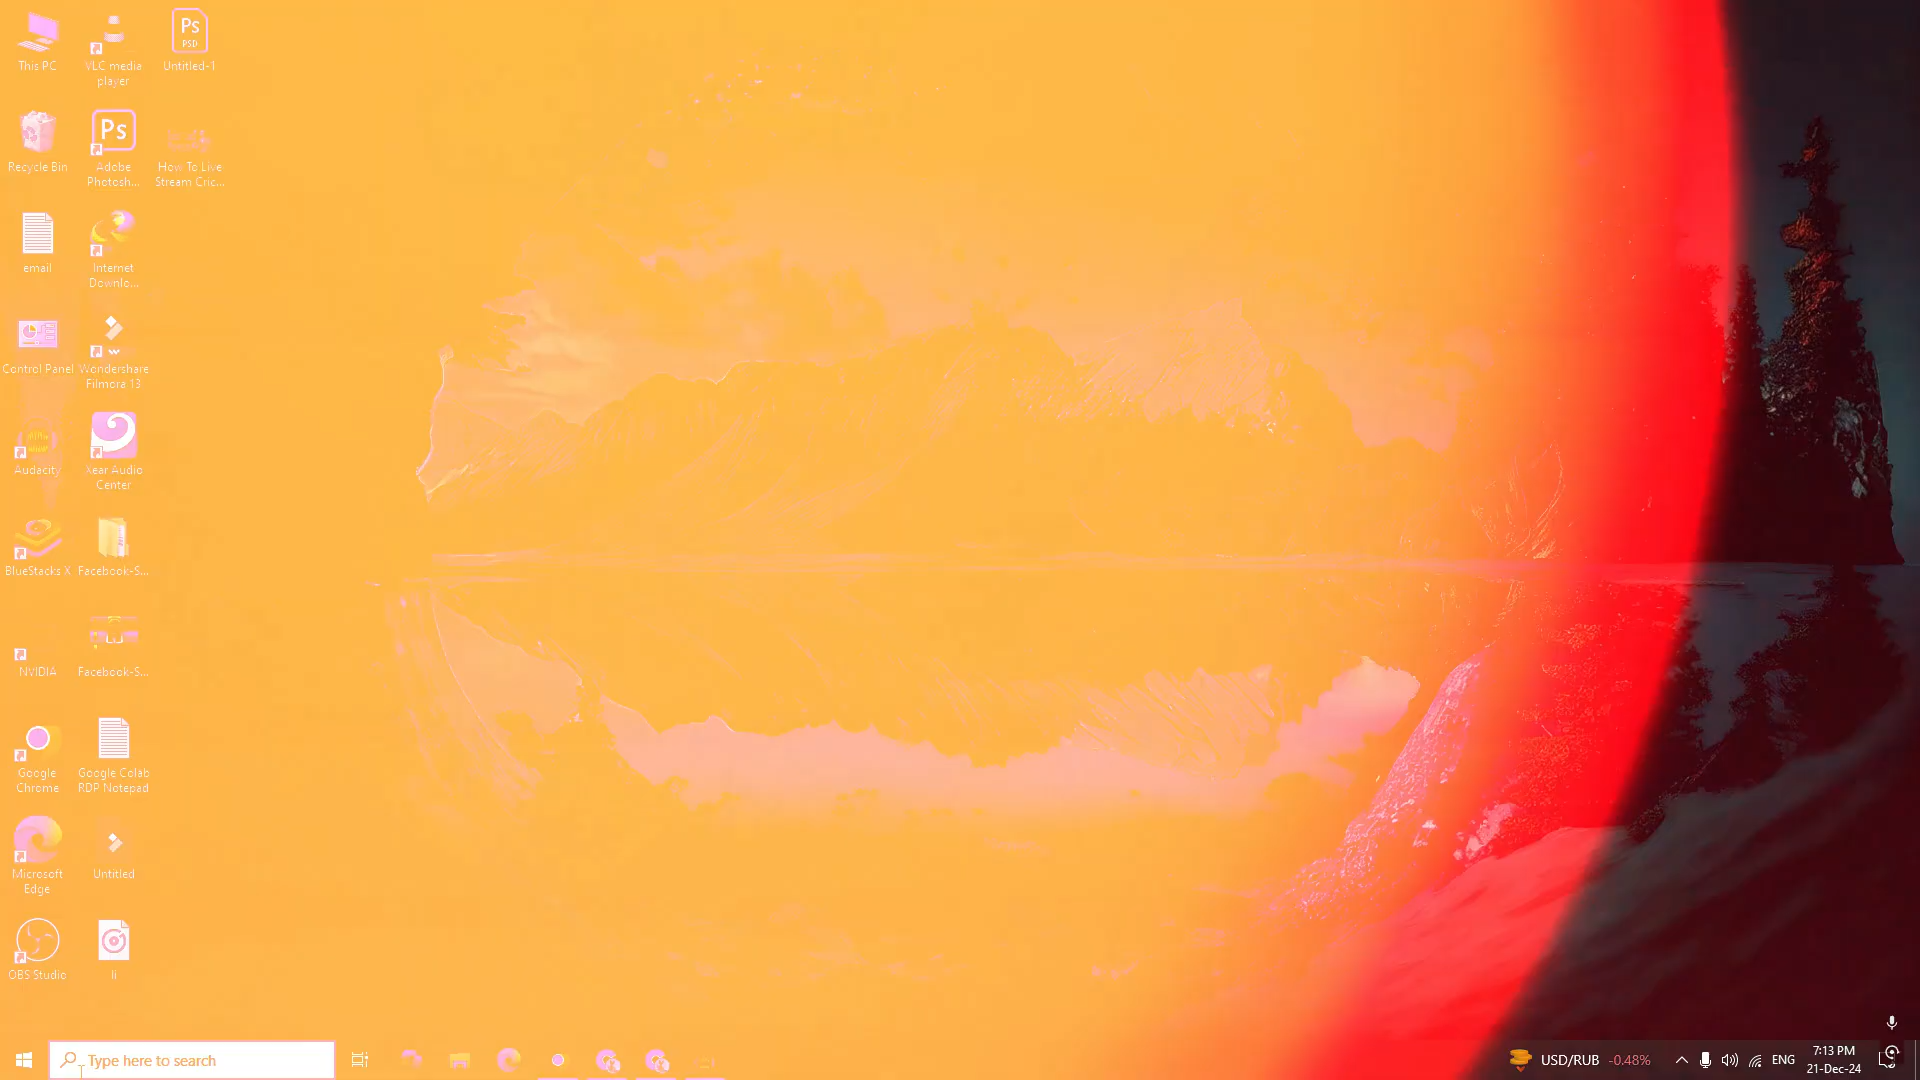 This PC
VLC media
player
Ps
PSD
Untitled-1
Recycle Bin
Ps
Adobe
Photosh...
How To Live
Stream Cric...
email
Internet
Downlo...
Control Panel
Wondershare
Filmora 13
Audacity
Xear Audio
Center
BlueStacks X
Facebook-S...
NVIDIA
Facebook-S...
Google
Chrome
Google Colab
RDP Notepad
Microsoft
Edge
Untitled
OBS Studio
li
Type here to search
USD/RUB -0.48%
ENG
7:13 PM
21-Dec-24